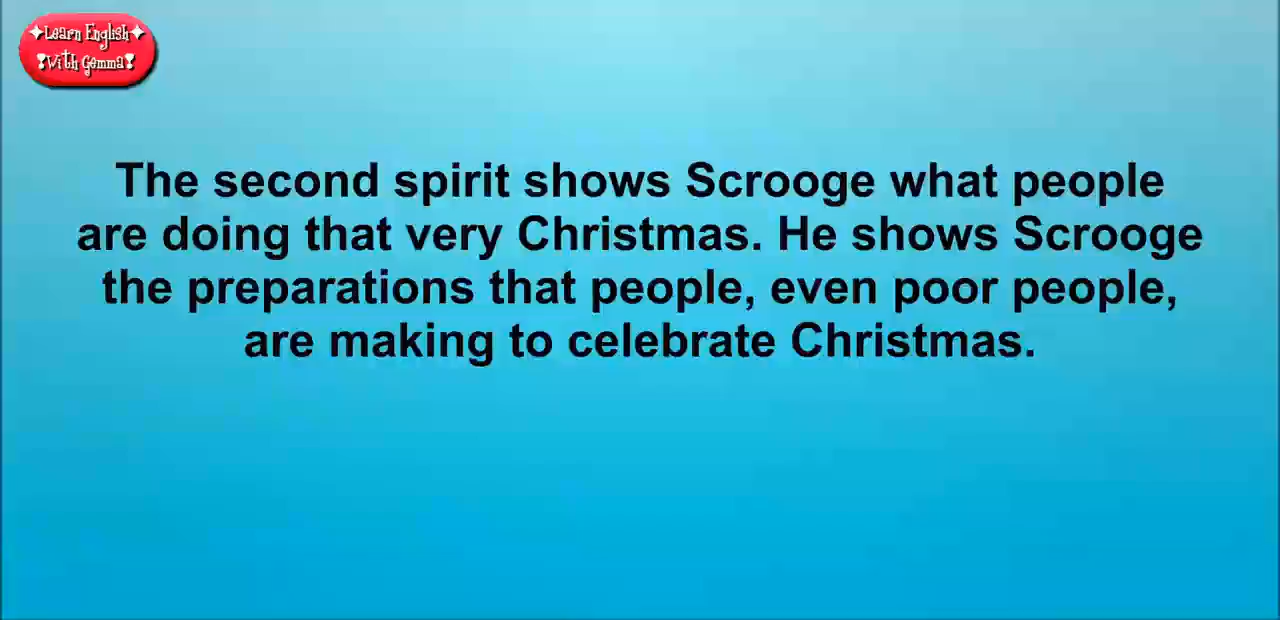 Learn English
With Gemma
The second spirit shows Scrooge what people
are doing that very Christmas. He shows Scrooge
the preparations that people, even poor people,
are making to celebrate Christmas.